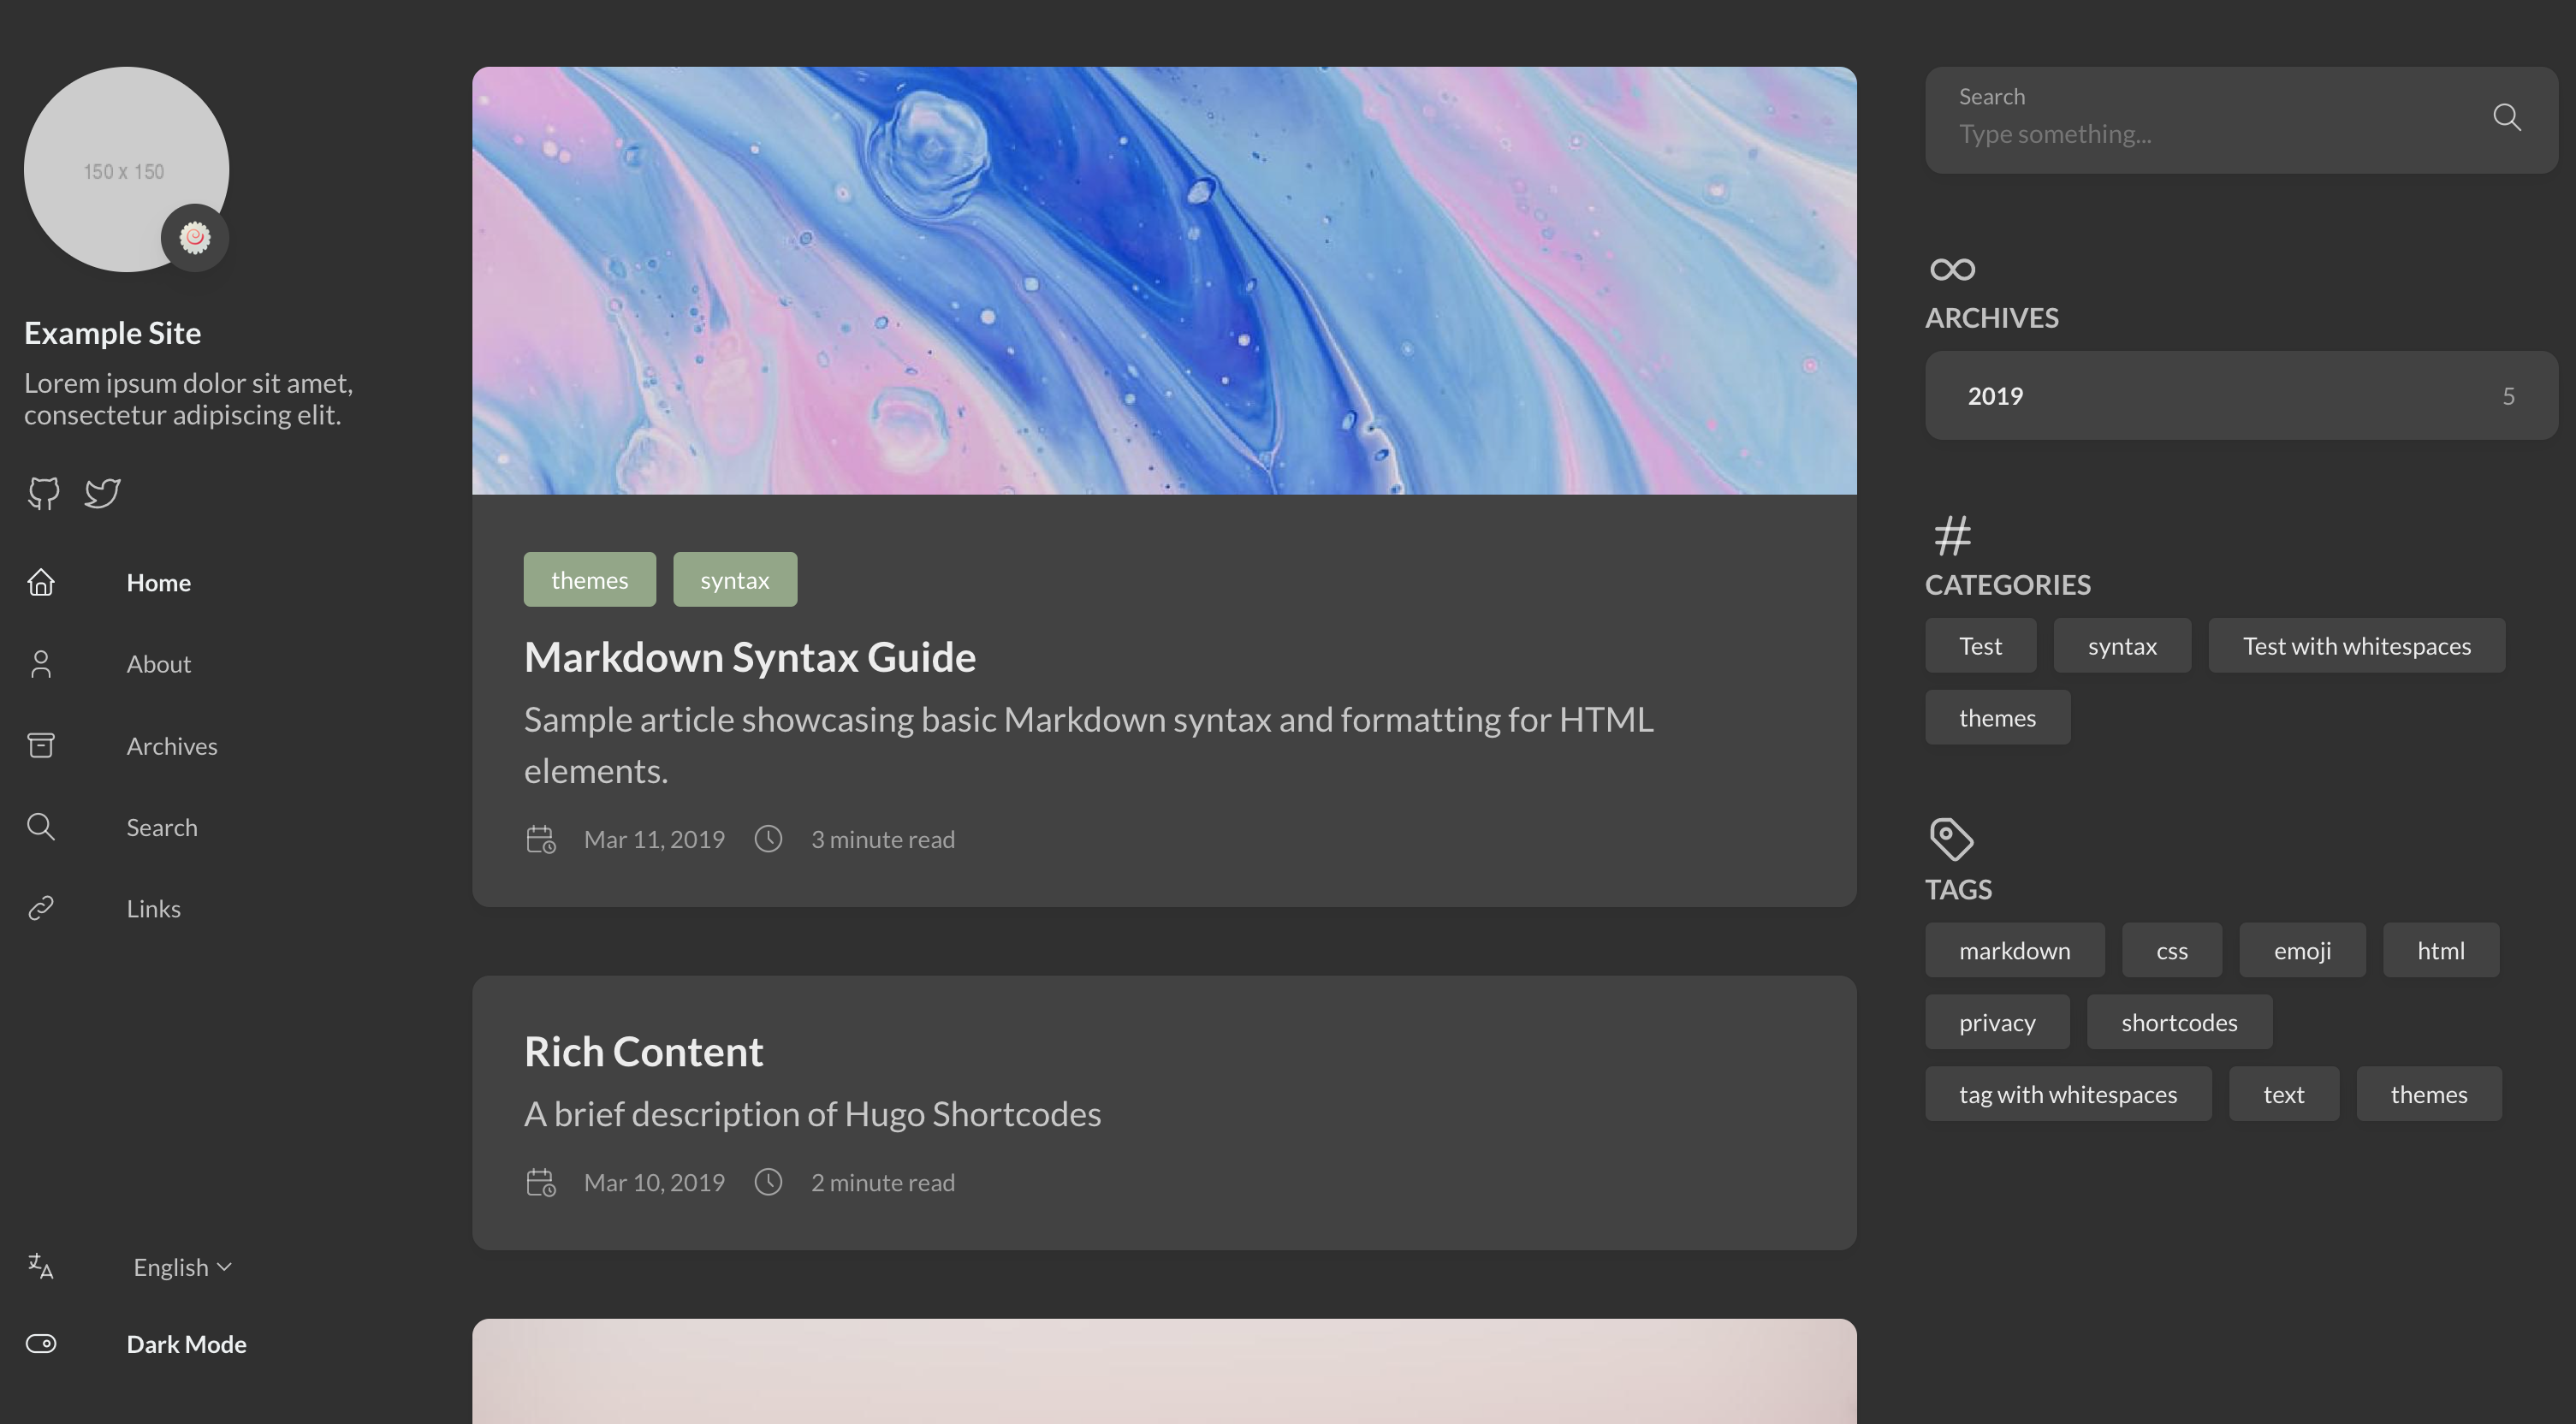 150 x 150
Example Site
Lorem ipsum dolor sit amet,
consectetur adipiscing elit.
Home
About
Archives
Search
Links
English
Dark Mode
themes syntax
Markdown Syntax Guide
Sample article showcasing basic Markdown syntax and formatting for HTML
elements.
Mar 11, 2019 3 minute read
Rich Content
A brief description of Hugo Shortcodes
Mar 10, 2019 2 minute read
Search
Type something...
ARCHIVES
2019 5
CATEGORIES
Test syntax Test with whitespaces
themes
TAGS
markdown css emoji html
privacy shortcodes
tag with whitespaces text themes